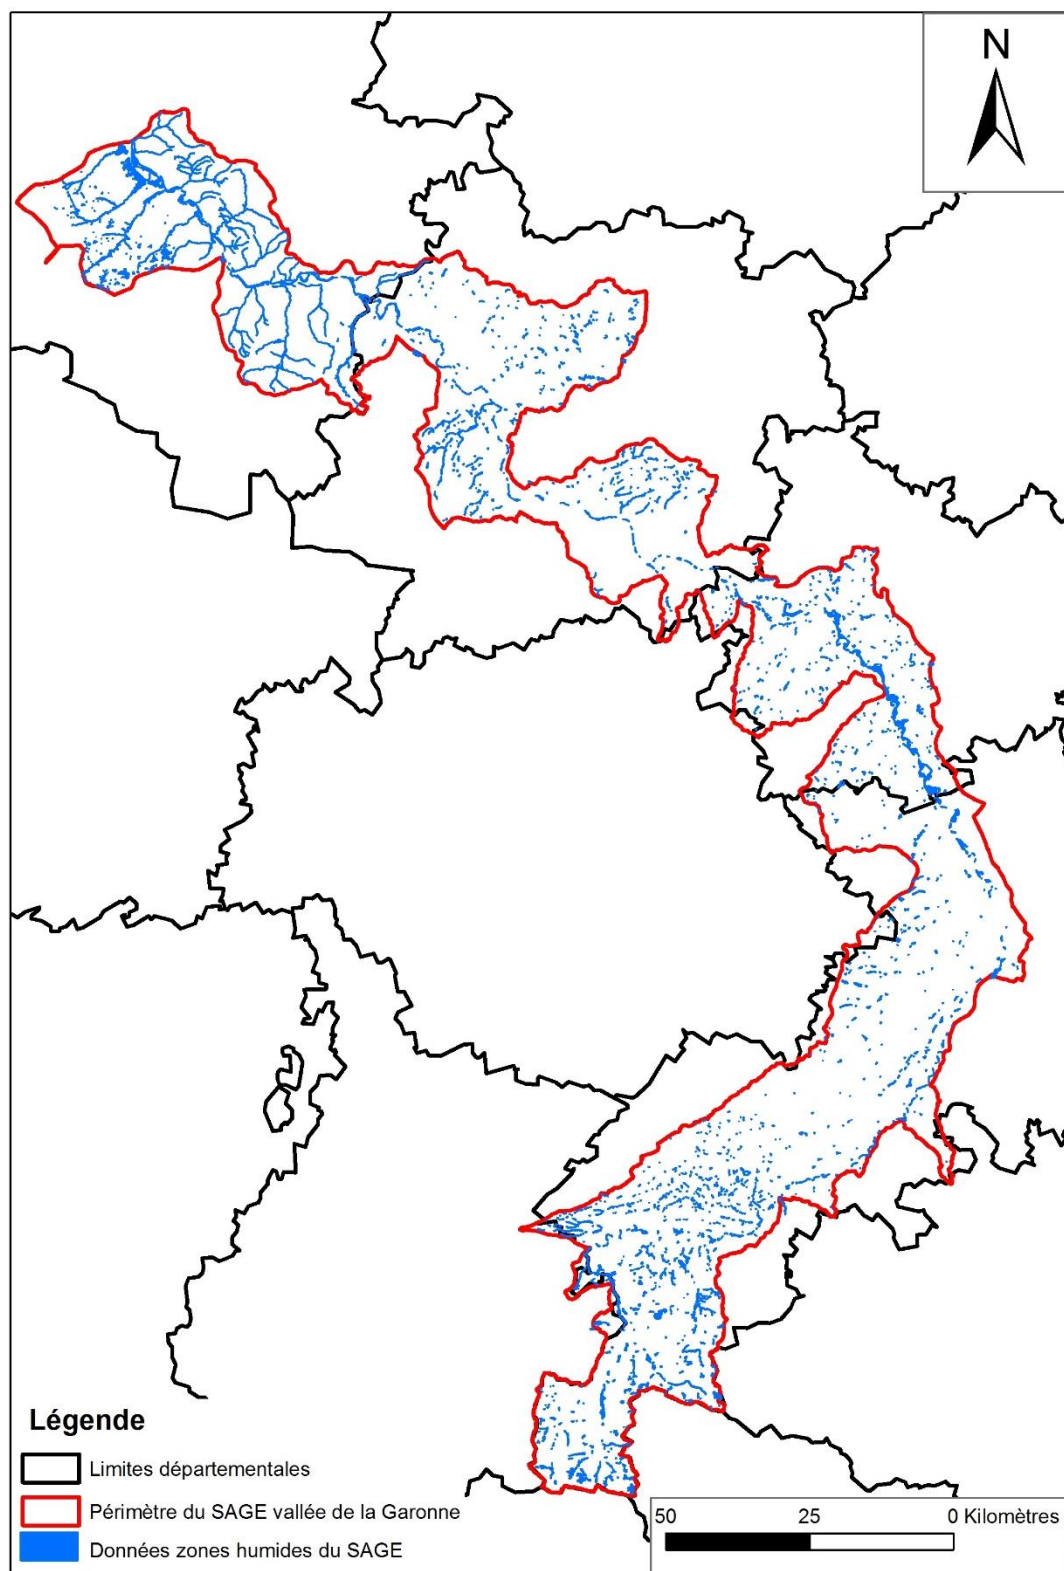 N
Légende
Limites départementales
Périmètre du SAGE vallée de la Garonne
Données zones humides du SAGE
50 25 0 Kilomètres